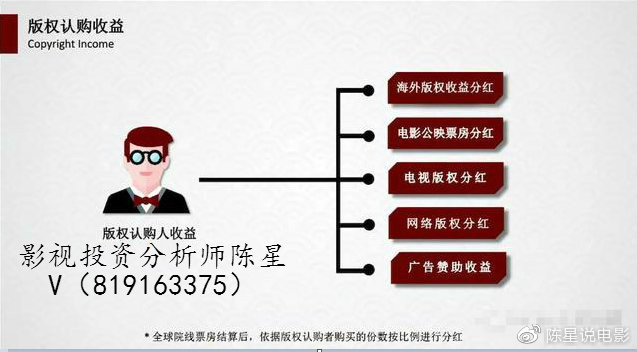 版权认购收益
Copyright Income
海外版权收益分红
电影公映票房分红
电视版权分红
网络版权分红
广告赞助收益
版权认购人收益
影视投资分析师陈星
V（819163375）
*全球院线票房结算后，依据版权认购者购买的份数按比例进行分红
@陈星说电影